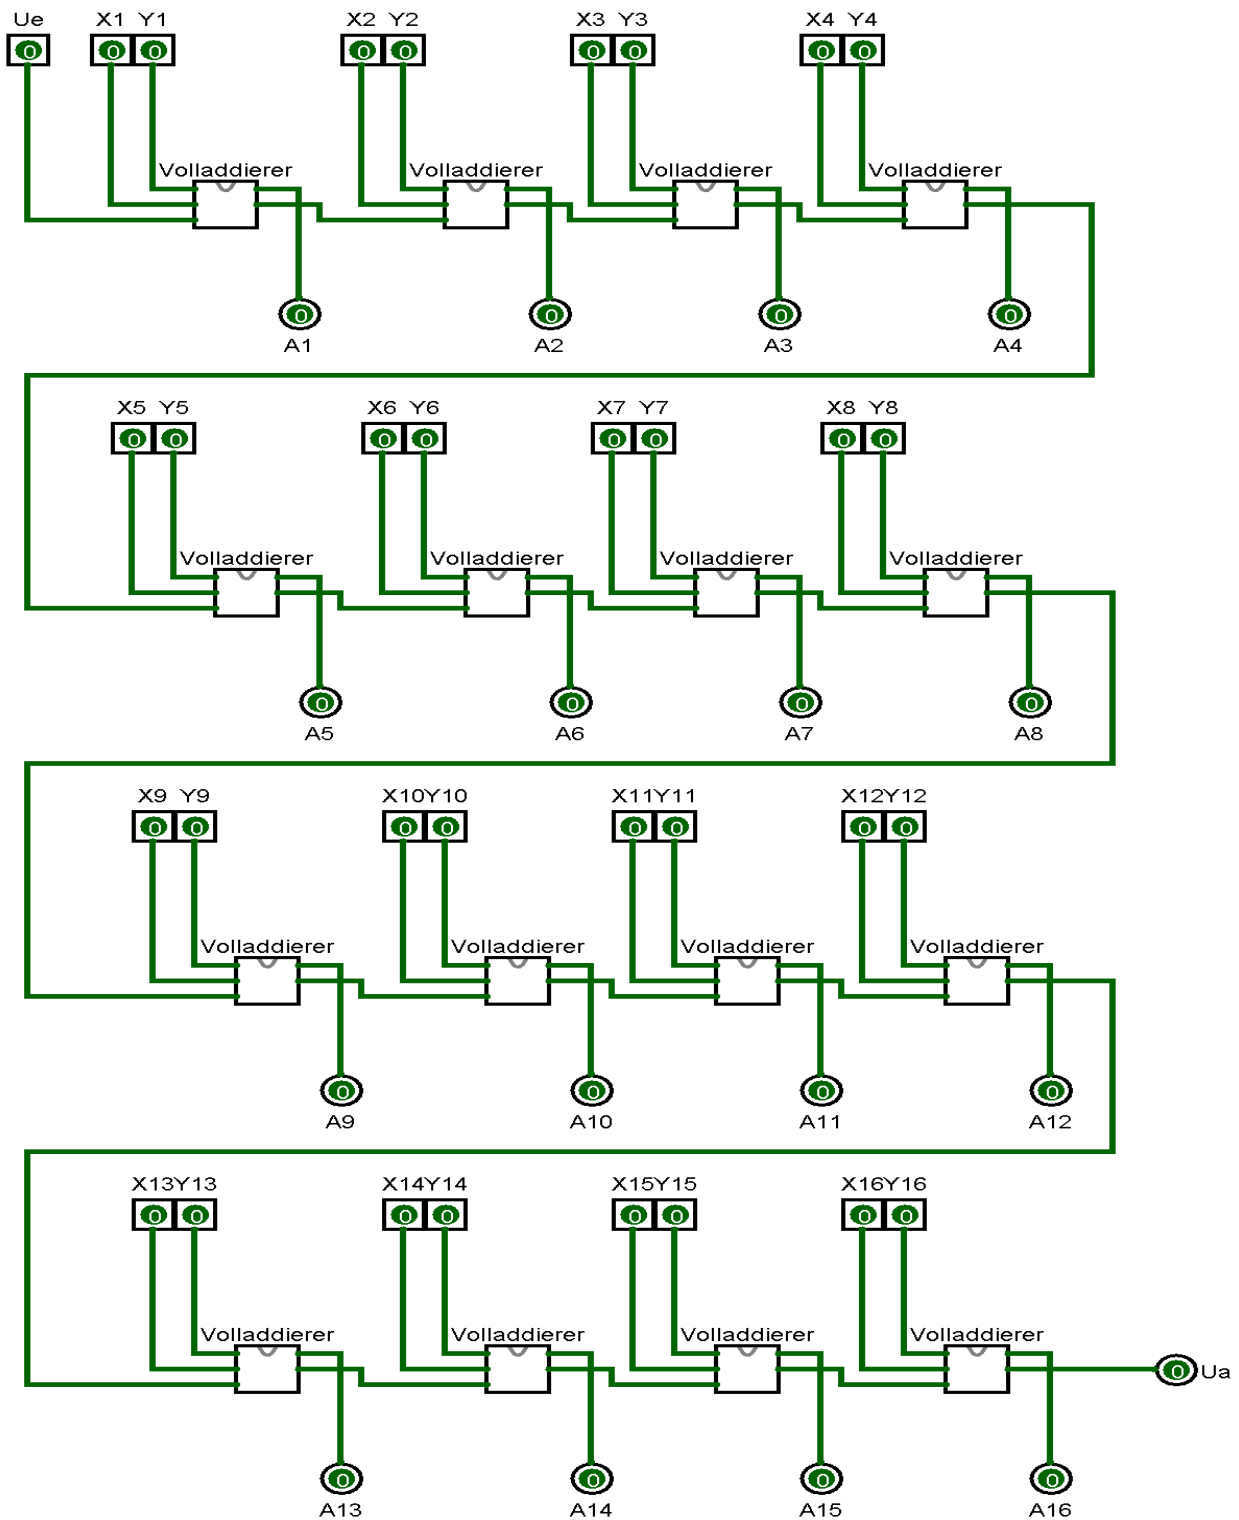 Ue X1 Y1 X2 Y2 X3 Y3 X4 Y4
0 0 0 0 0 0 0 0 0
Volladdierer Volladdierer Volladdierer Volladdierer
0 0 0 0
A1 A2 A3 A4
X5 Y5 X6 Y6 X7 Y7 X8 Y8
0 0 0 0 0 0 0 0
Volladdierer Volladdierer Volladdierer Volladdierer
0 0 0 0
A5 A6 A7 A8
X9 Y9 X10Y10 X11Y11 X12Y12
0 0 0 0 0 0 0 0
Volladdierer Volladdierer Volladdierer Volladdierer
0 0 0 0
A9 A10 A11 A12
X13Y13 X14Y14 X15Y15 X16Y16
0 0 0 0 0 0 0 0
Volladdierer Volladdierer Volladdierer Volladdierer
0 Ua
0 0 0 0
A13 A14 A15 A16